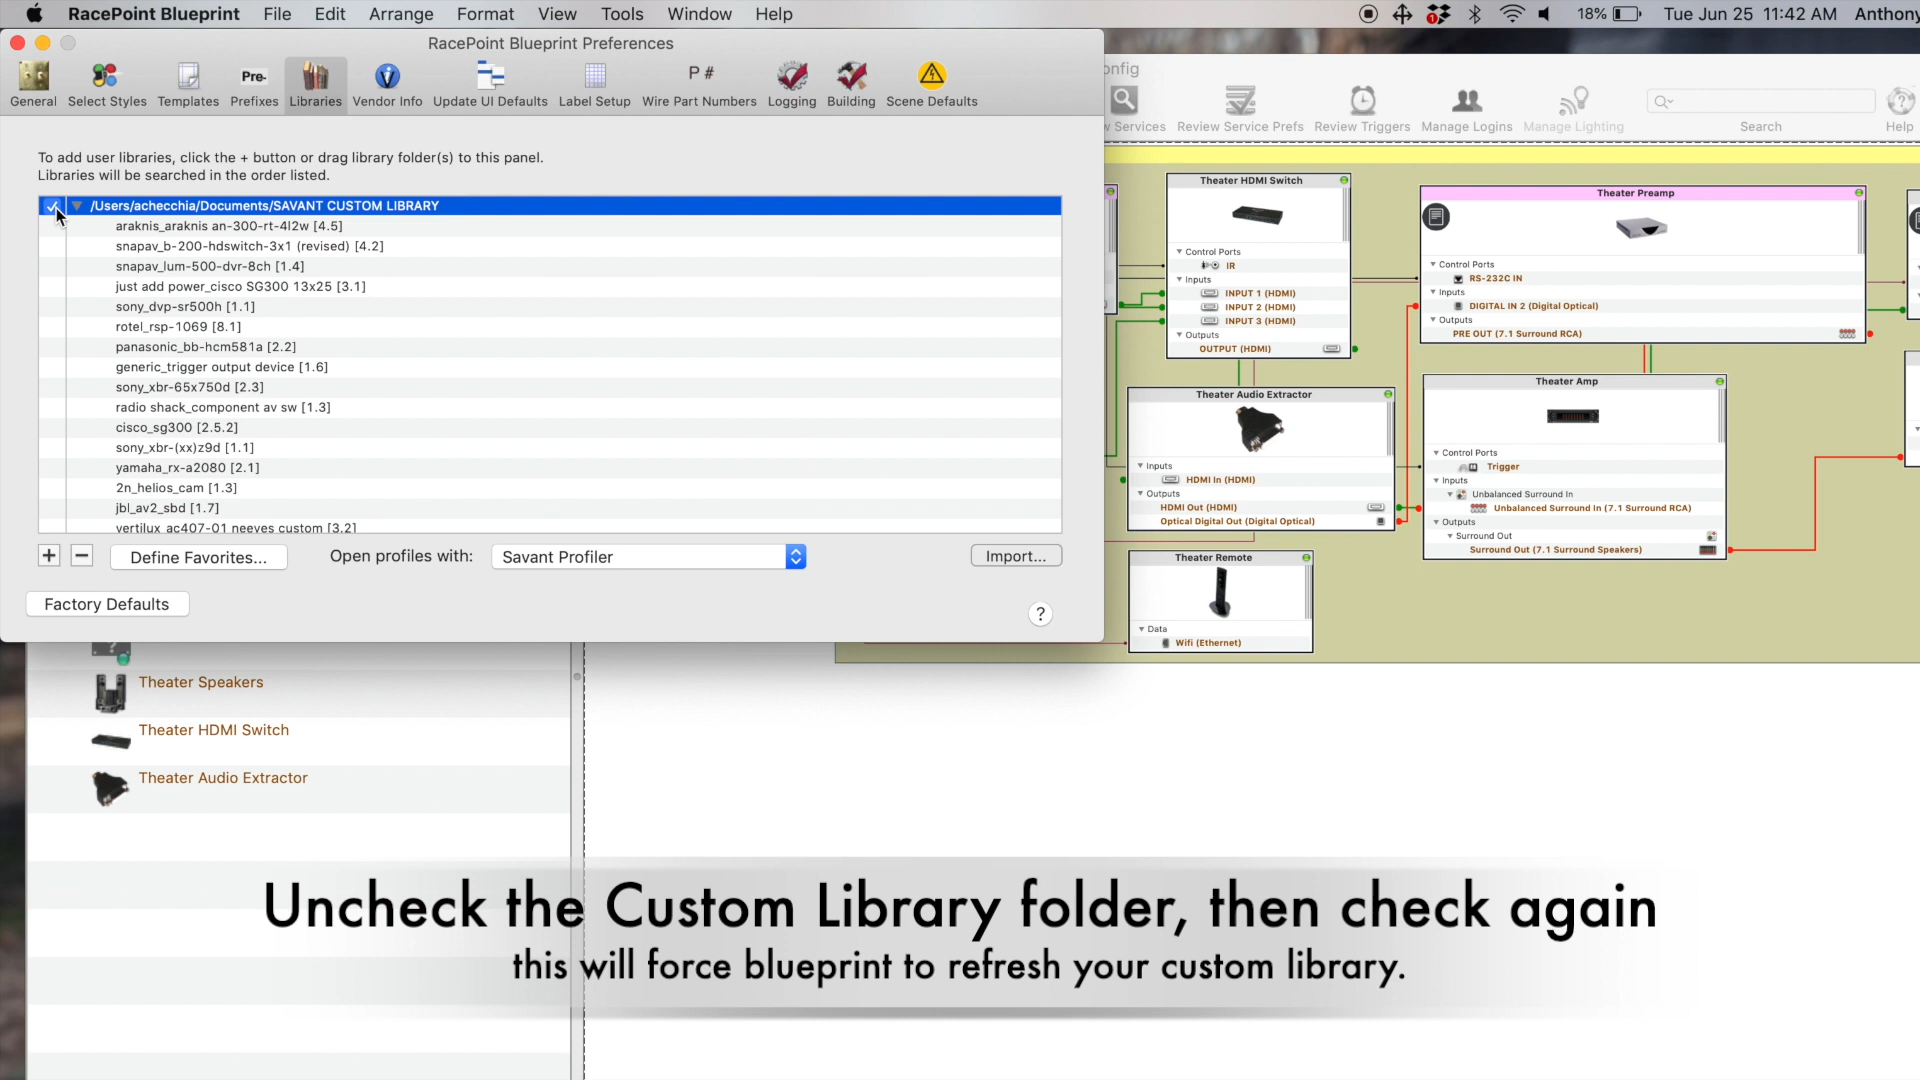 RacePoint Blueprint File Edit Arrange Format View Tools Window Help
1 18% Tue Jun 25 11:42 AM Anthony
RacePoint Blueprint Preferences
Pre- P #
General Select Styles Templates Prefixes Libraries Vendor Info Update UI Defaults Label Setup Wire Part Numbers Logging Building Scene Defaults
To add user libraries, click the + button or drag library folder(s) to this panel.
Libraries will be searched in the order listed.
/Users/achecchia/Documents/SAVANT CUSTOM LIBRARY
araknis_araknis an-300-rt-4l2w [4.5]
snapav_b-200-hdswitch-3x1 (revised) [4.2]
snapav_lum-500-dvr-8ch [1.4]
just add power_cisco SG300 13x25 [3.1]
sony_dvp-sr500h [1.1]
rotel_rsp-1069 [8.1]
panasonic_bb-hcm581a [2.2]
generic_trigger output device [1.6]
sony_xbr-65x750d [2.3]
radio shack_component av sw [1.3]
cisco_sg300 [2.5.2]
sony_xbr-(xx)z9d [1.1]
yamaha_rx-a2080 [2.1]
2n_helios_cam [1.3]
jbl_av2_sbd [1.7]
vertilux_ac407-01 neeves custom [3.2]
+ − Define Favorites... Open profiles with: Savant Profiler Import...
Factory Defaults ?
onfig
w Services Review Service Prefs Review Triggers Manage Logins Manage Lighting Search Help
Theater HDMI Switch
Control Ports
IR
Inputs
INPUT 1 (HDMI)
INPUT 2 (HDMI)
INPUT 3 (HDMI)
Outputs
OUTPUT (HDMI)
Theater Preamp
Control Ports
RS-232C IN
Inputs
DIGITAL IN 2 (Digital Optical)
Outputs
PRE OUT (7.1 Surround RCA)
Theater Audio Extractor
Inputs
HDMI In (HDMI)
Outputs
HDMI Out (HDMI)
Optical Digital Out (Digital Optical)
Theater Amp
Control Ports
Trigger
Inputs
Unbalanced Surround In
Unbalanced Surround In (7.1 Surround RCA)
Outputs
Surround Out
Surround Out (7.1 Surround Speakers)
Theater Remote
Data
Wifi (Ethernet)
Theater Speakers
Theater HDMI Switch
Theater Audio Extractor
Uncheck the Custom Library folder, then check again
this will force blueprint to refresh your custom library.